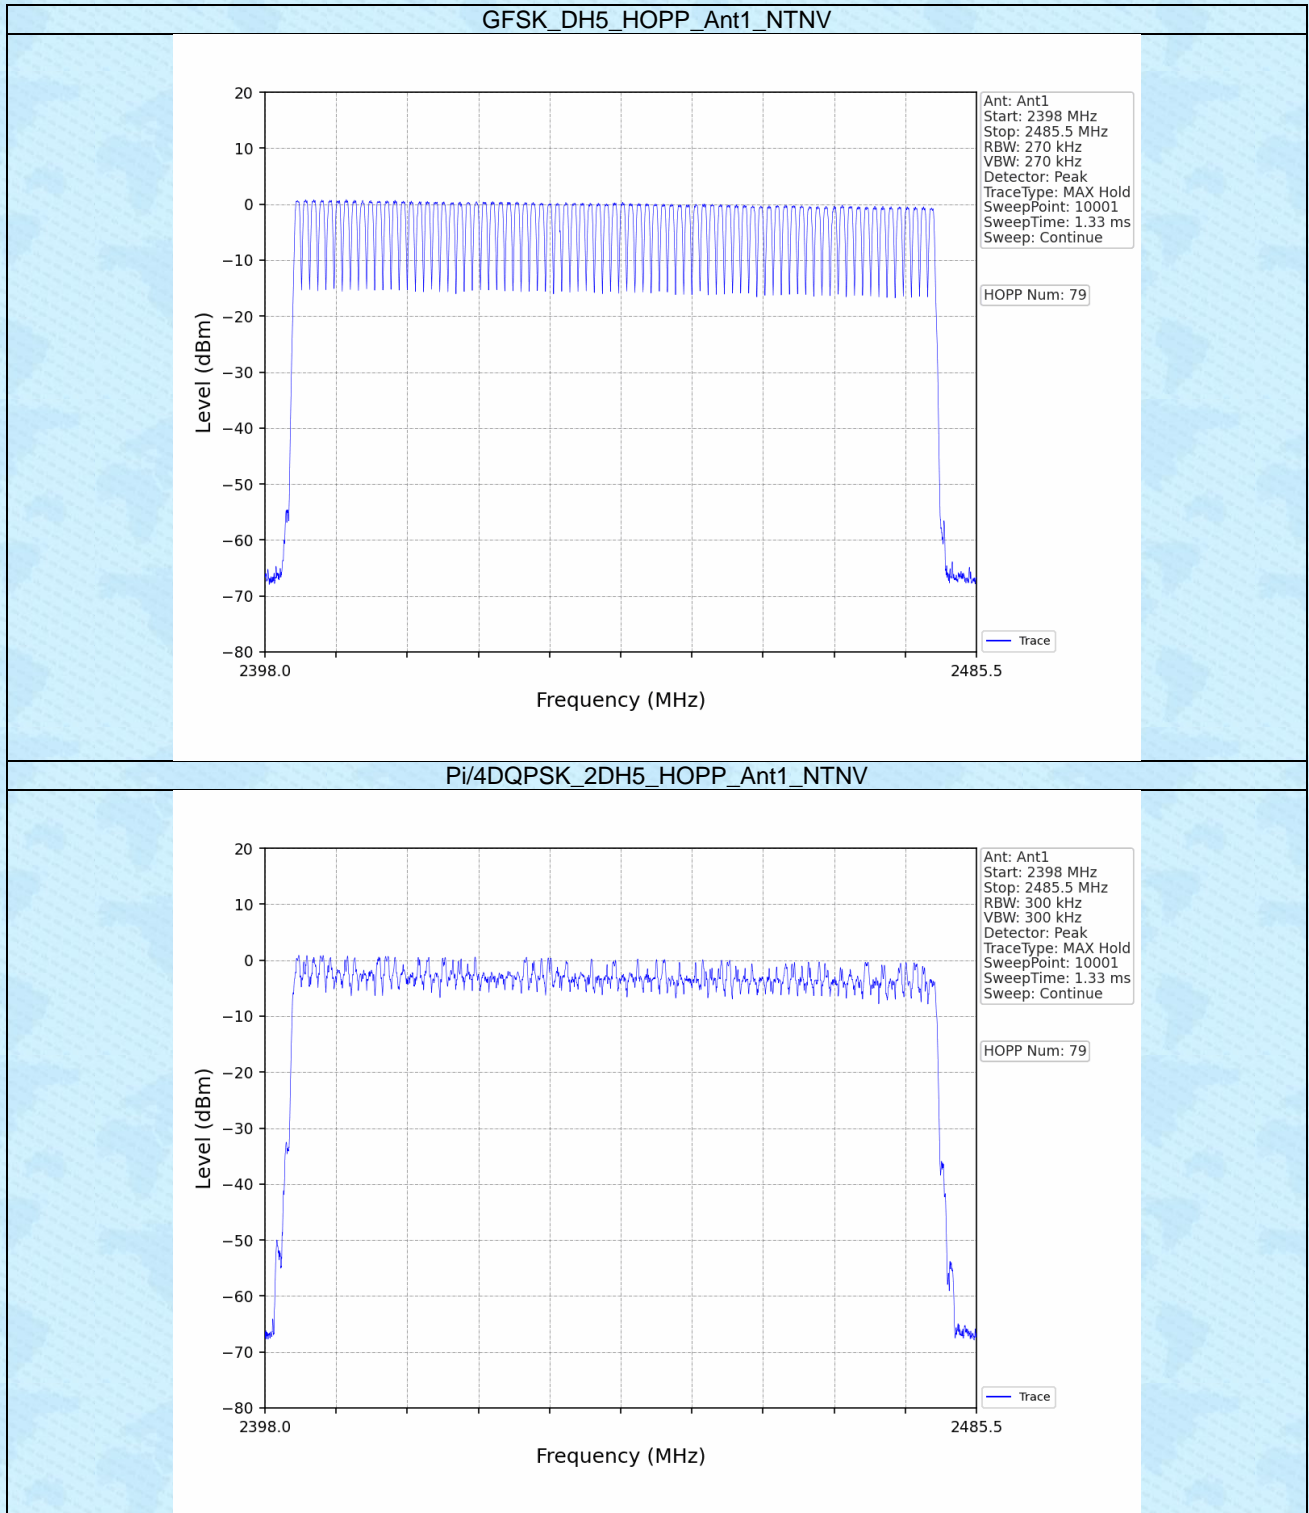 GFSK_DH5_HOPP_Ant1_NTNV
20
10
0
−10
−20
−30
−40
−50
−60
−70
−80
Level (dBm)
2398.0
2485.5
Frequency (MHz)
Ant: Ant1
Start: 2398 MHz
Stop: 2485.5 MHz
RBW: 270 kHz
VBW: 270 kHz
Detector: Peak
TraceType: MAX Hold
SweepPoint: 10001
SweepTime: 1.33 ms
Sweep: Continue
HOPP Num: 79
Trace
Pi/4DQPSK_2DH5_HOPP_Ant1_NTNV
20
10
0
−10
−20
−30
−40
−50
−60
−70
−80
Level (dBm)
2398.0
2485.5
Frequency (MHz)
Ant: Ant1
Start: 2398 MHz
Stop: 2485.5 MHz
RBW: 300 kHz
VBW: 300 kHz
Detector: Peak
TraceType: MAX Hold
SweepPoint: 10001
SweepTime: 1.33 ms
Sweep: Continue
HOPP Num: 79
Trace